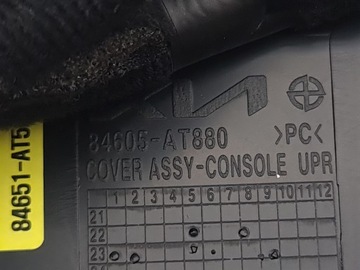 KN
84605-AT880 >PC<
COVER ASSY-CONSOLE UPR
84651-AT5
1 2 3 4 5 6 7 8 9 10 11 12
21
22
23